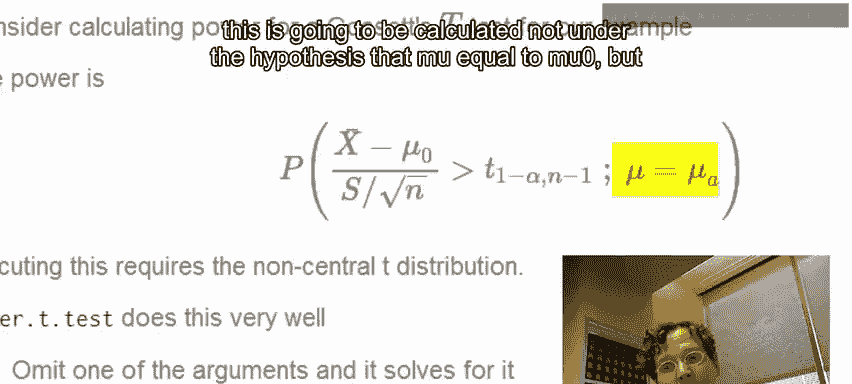 nsider calculating po
this is going to be calculated not under
the hypothesis that mu equal to mu0, but
e power is
P( (X̄ − μ₀) / (S/√n) > t₁₋α,ₙ₋₁ ; μ = μₐ )
cuting this requires the non-central t distribution.
er.t.test does this very well
Omit one of the arguments and it solves for it